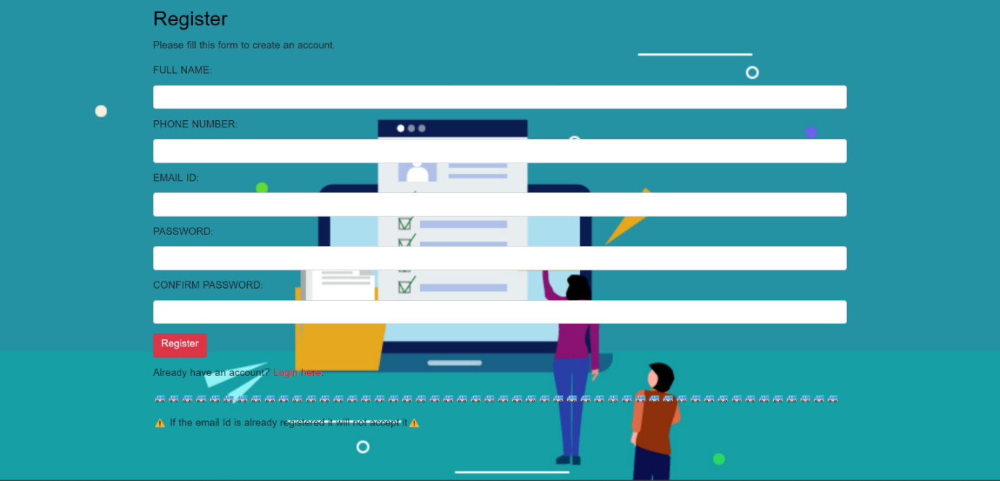 Register
Please fill this form to create an account.
FULL NAME:
PHONE NUMBER:
EMAIL ID:
PASSWORD:
CONFIRM PASSWORD:
Register
Already have an account? Login here.
⚠️ If the email Id is already registered it will not accept it⚠️